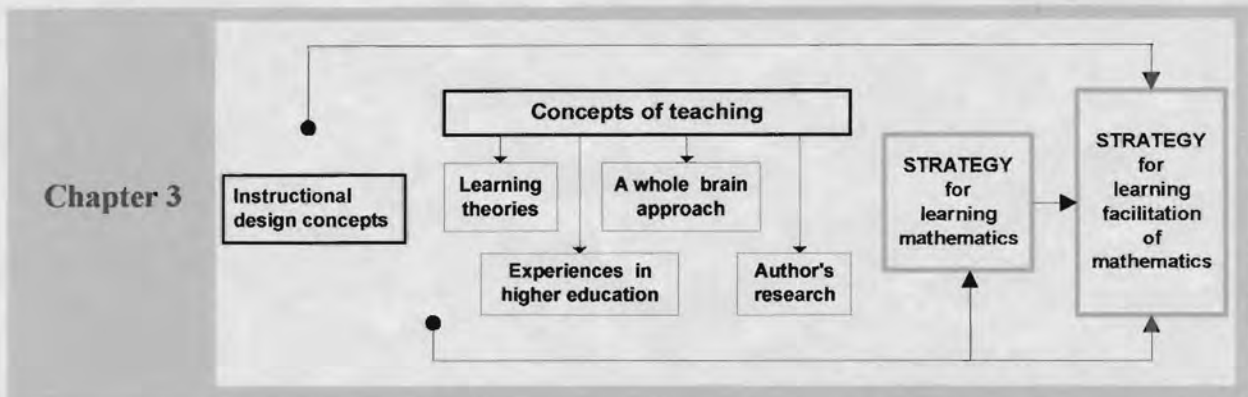 Chapter 3
Instructional
design concepts
Concepts of teaching
Learning
theories
A whole brain
approach
Experiences in
higher education
Author's
research
STRATEGY
for
learning
mathematics
STRATEGY
for
learning
facilitation
of
mathematics